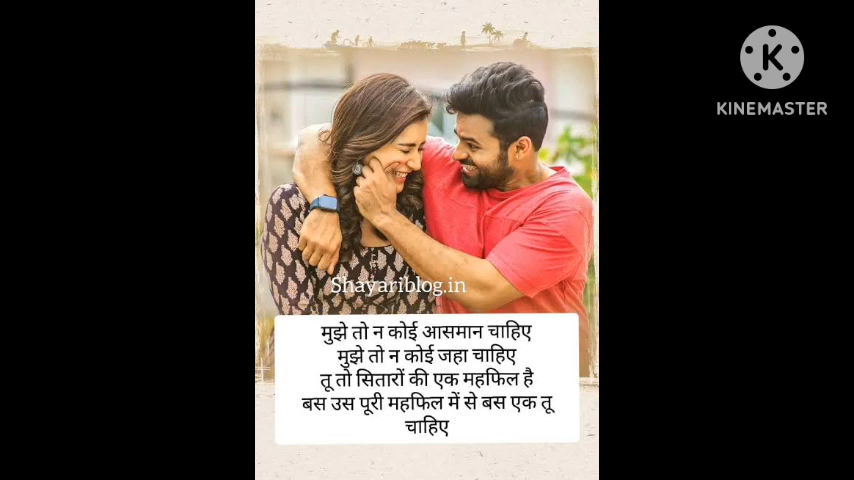 KINEMASTER
Shayariblog.in
मुझे तो न कोई आसमान चाहिए
मुझे तो न कोई जहा चाहिए
तू तो सितारों की एक महफिल है
बस उस पूरी महफिल में से बस एक तू
चाहिए